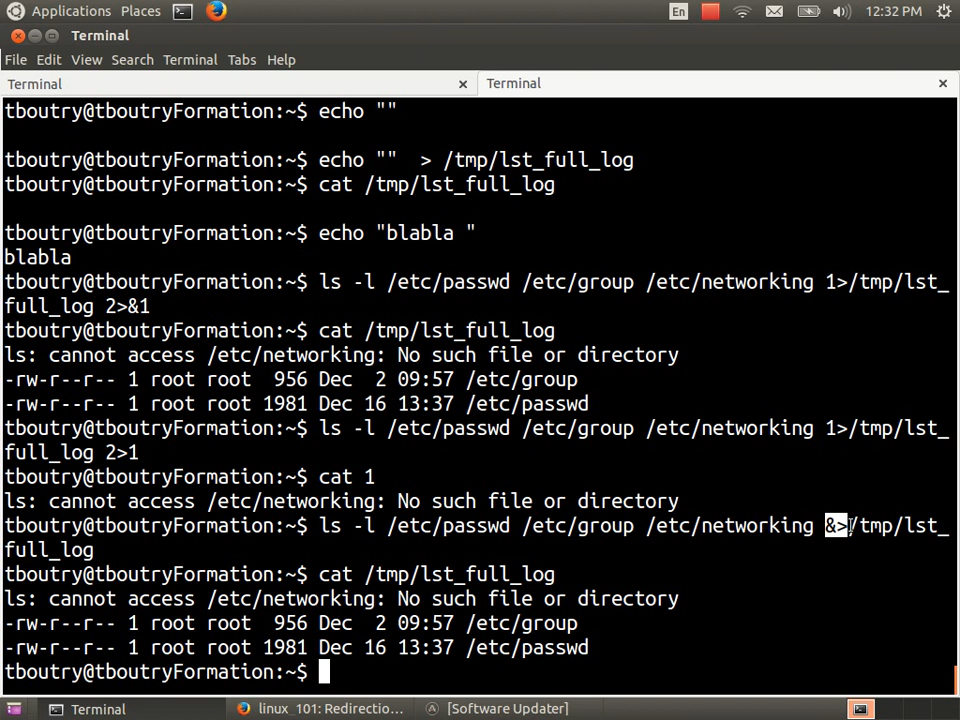 Applications Places En 12:32 PM
Terminal
File Edit View Search Terminal Tabs Help
Terminal × Terminal ×
tboutry@tboutryFormation:~$ echo ""
tboutry@tboutryFormation:~$ echo ""  > /tmp/lst_full_log
tboutry@tboutryFormation:~$ cat /tmp/lst_full_log
tboutry@tboutryFormation:~$ echo "blabla "
blabla
tboutry@tboutryFormation:~$ ls -l /etc/passwd /etc/group /etc/networking 1>/tmp/lst_
full_log 2>&1
tboutry@tboutryFormation:~$ cat /tmp/lst_full_log
ls: cannot access /etc/networking: No such file or directory
-rw-r--r-- 1 root root  956 Dec  2 09:57 /etc/group
-rw-r--r-- 1 root root 1981 Dec 16 13:37 /etc/passwd
tboutry@tboutryFormation:~$ ls -l /etc/passwd /etc/group /etc/networking 1>/tmp/lst_
full_log 2>1
tboutry@tboutryFormation:~$ cat 1
ls: cannot access /etc/networking: No such file or directory
tboutry@tboutryFormation:~$ ls -l /etc/passwd /etc/group /etc/networking &>/tmp/lst_
full_log
tboutry@tboutryFormation:~$ cat /tmp/lst_full_log
ls: cannot access /etc/networking: No such file or directory
-rw-r--r-- 1 root root  956 Dec  2 09:57 /etc/group
-rw-r--r-- 1 root root 1981 Dec 16 13:37 /etc/passwd
tboutry@tboutryFormation:~$
Terminal linux_101: Redirectio... [Software Updater]